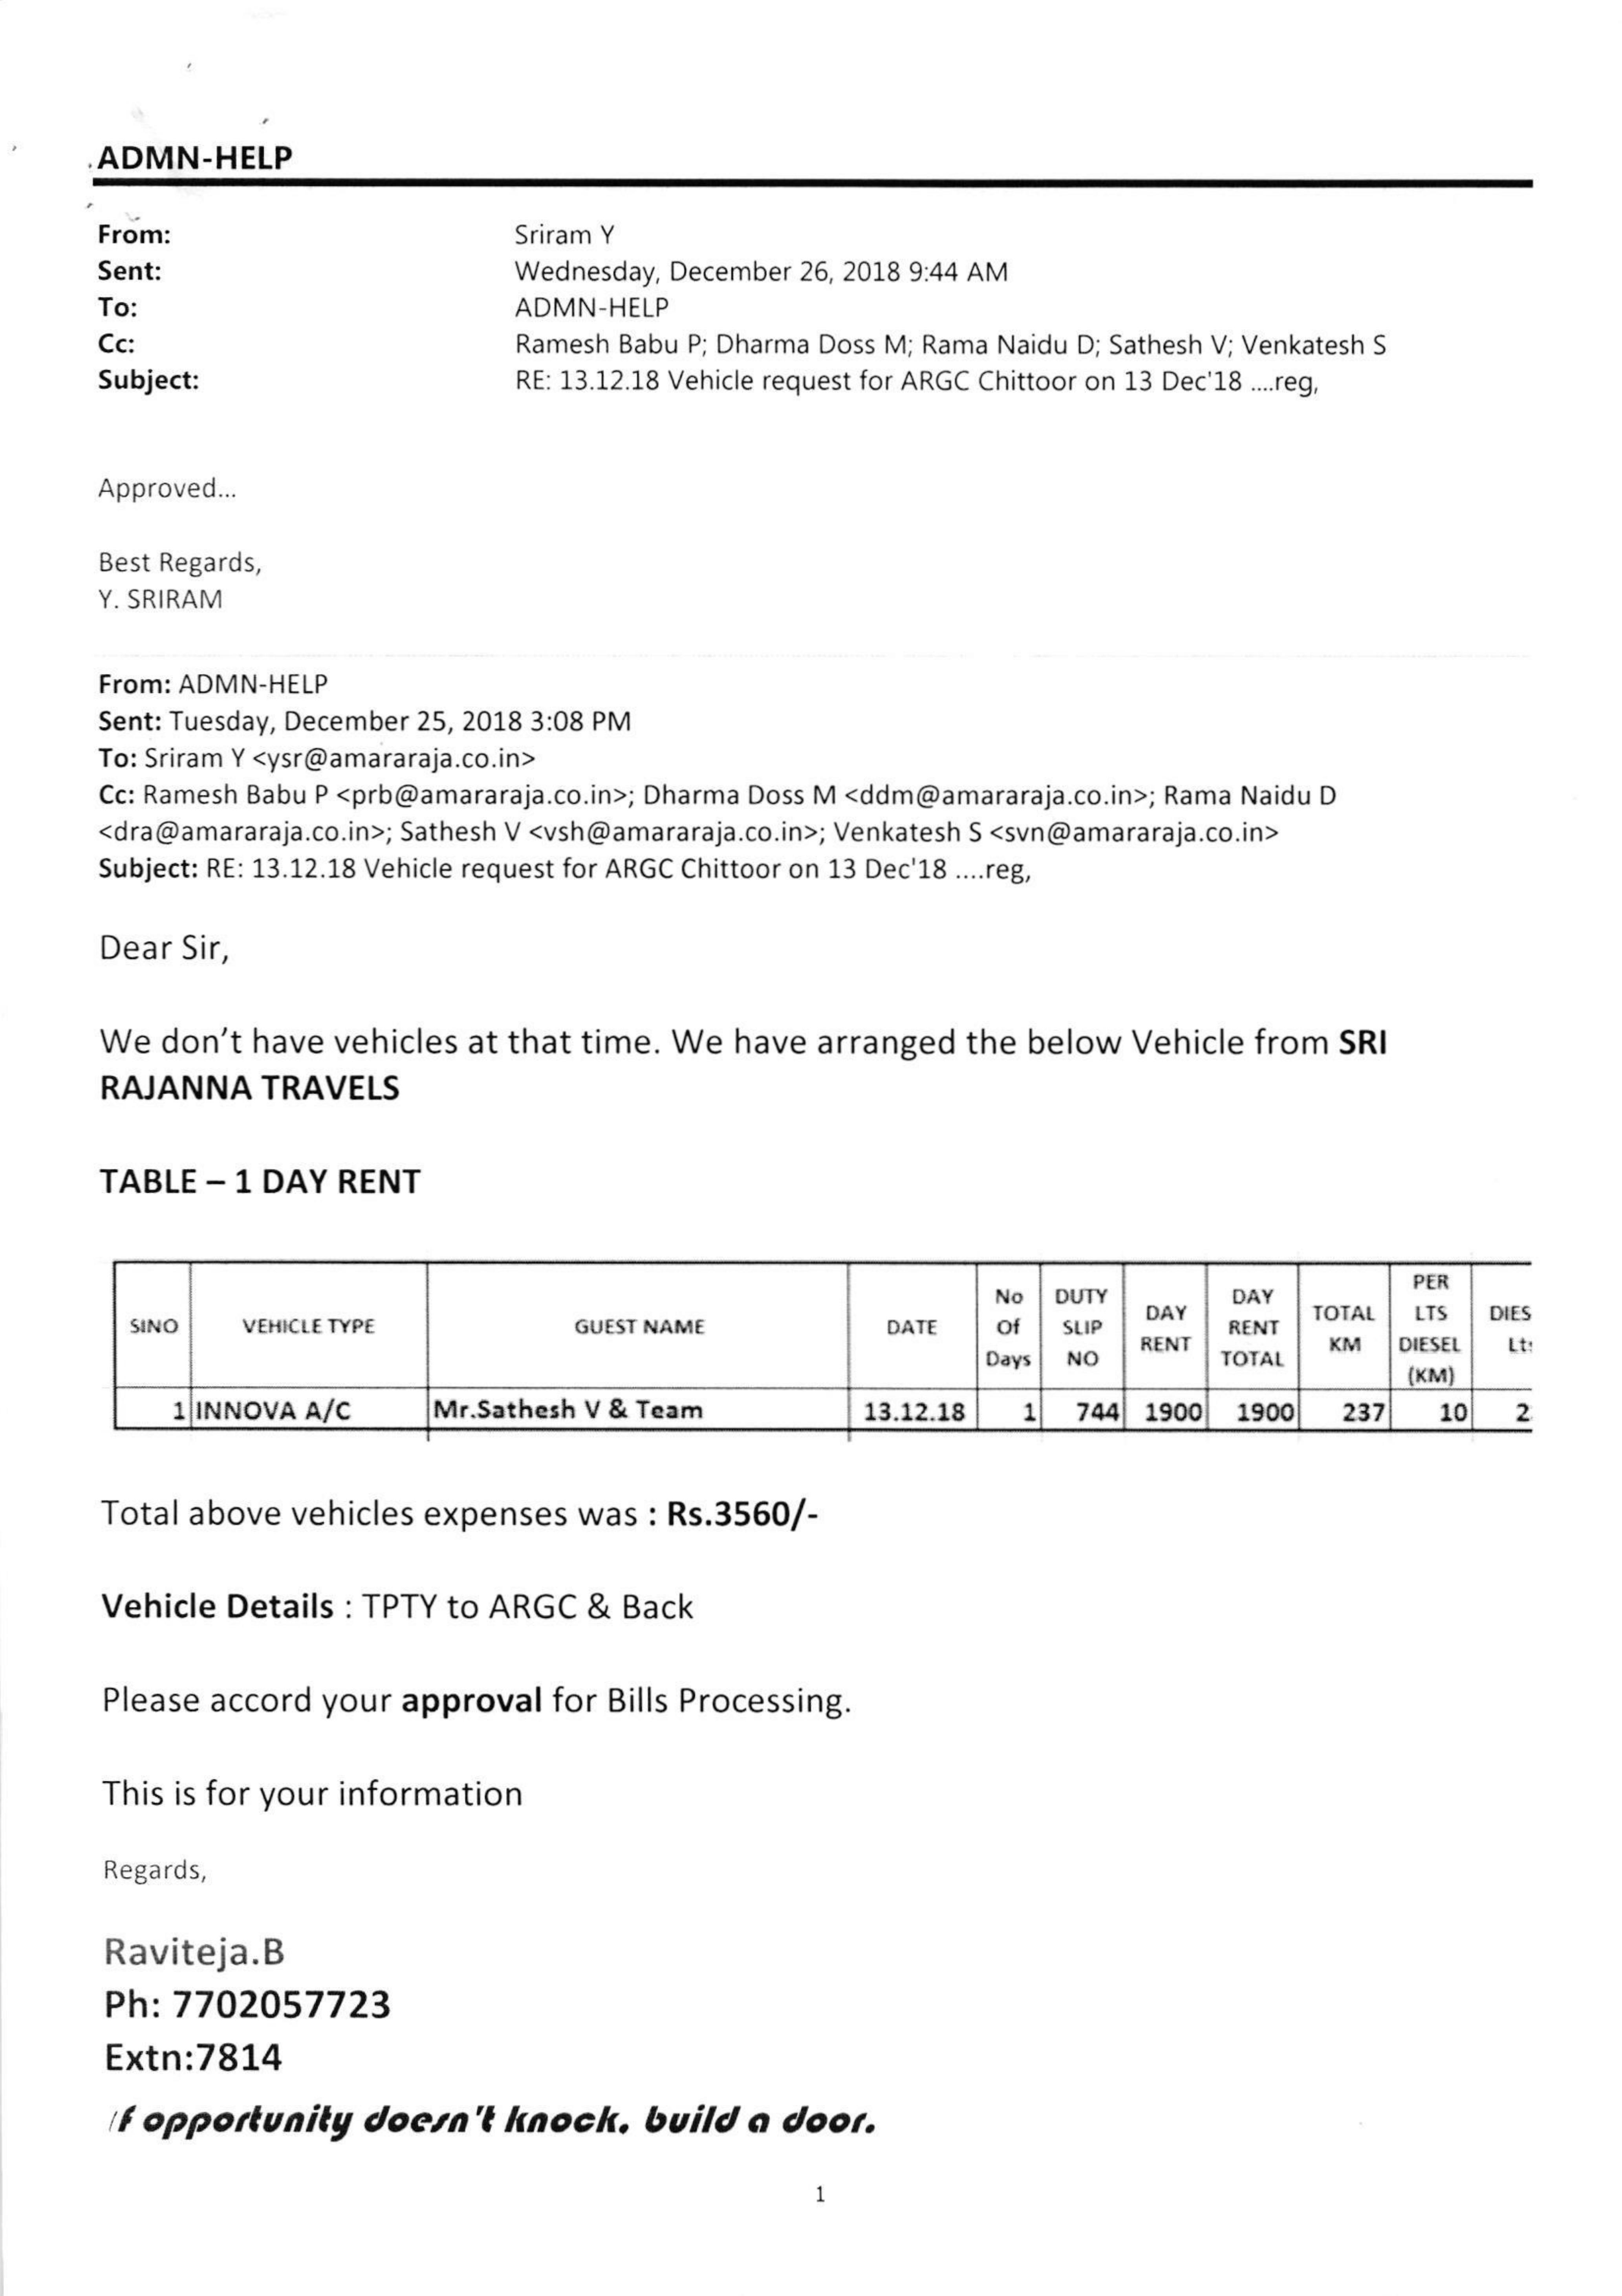 ADMN-HELP
From: Sriram Y
Sent: Wednesday, December 26, 2018 9:44 AM
To: ADMN-HELP
Cc: Ramesh Babu P; Dharma Doss M; Rama Naidu D; Sathesh V; Venkatesh S
Subject: RE: 13.12.18 Vehicle request for ARGC Chittoor on 13 Dec'18 ....reg,
Approved...
Best Regards,
Y. SRIRAM
From: ADMN-HELP
Sent: Tuesday, December 25, 2018 3:08 PM
To: Sriram Y <ysr@amararaja.co.in>
Cc: Ramesh Babu P <prb@amararaja.co.in>; Dharma Doss M <ddm@amararaja.co.in>; Rama Naidu D
<dra@amararaja.co.in>; Sathesh V <vsh@amararaja.co.in>; Venkatesh S <svn@amararaja.co.in>
Subject: RE: 13.12.18 Vehicle request for ARGC Chittoor on 13 Dec'18 ....reg,
Dear Sir,
We don't have vehicles at that time. We have arranged the below Vehicle from SRI
RAJANNA TRAVELS
TABLE – 1 DAY RENT
SINO VEHICLE TYPE GUEST NAME DATE No Of Days DUTY SLIP NO DAY RENT DAY RENT TOTAL TOTAL KM PER LTS DIESEL (KM) DIES
1 INNOVA A/C Mr.Sathesh V & Team 13.12.18 1 744 1900 1900 237 10 2
Total above vehicles expenses was : Rs.3560/-
Vehicle Details : TPTY to ARGC & Back
Please accord your approval for Bills Processing.
This is for your information
Regards,
Raviteja.B
Ph: 7702057723
Extn:7814
If opportunity doesn't knock, build a door.
1